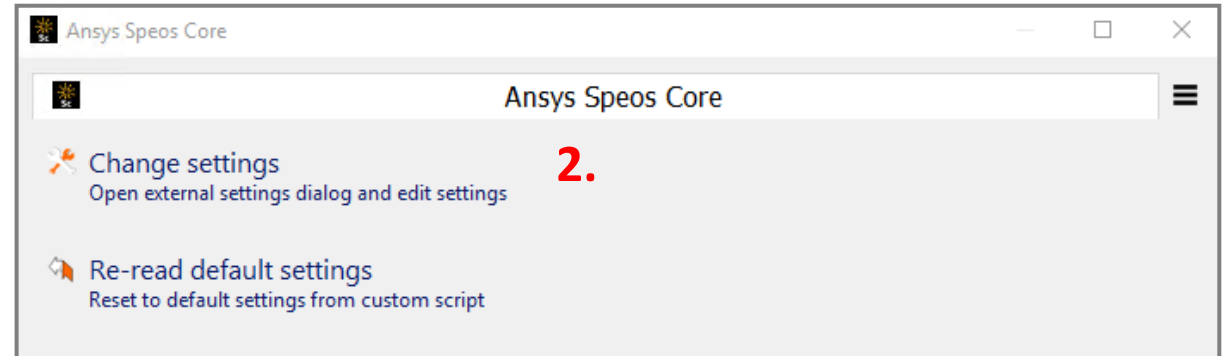 Ansys Speos Core
Ansys Speos Core
Change settings
2.
Open external settings dialog and edit settings
Re-read default settings
Reset to default settings from custom script